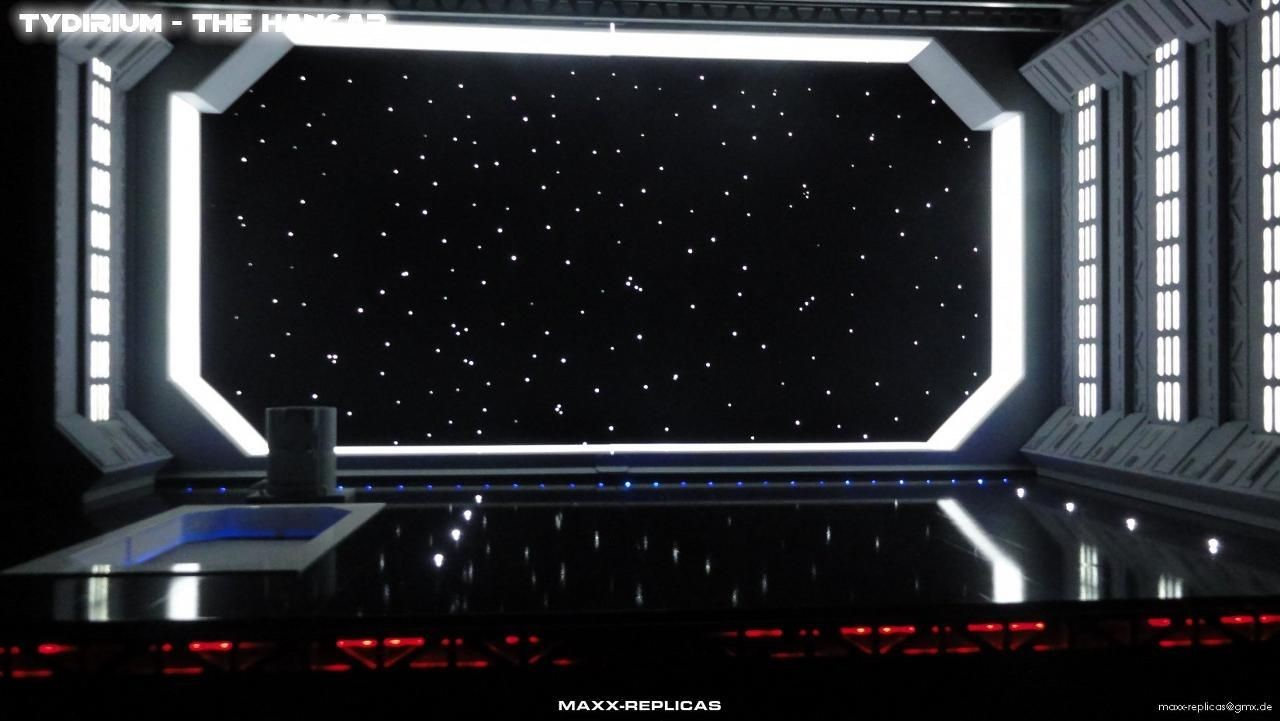 TYDIRIUM - THE HANGAR
MAXX-REPLICAS
maxx-replicas@gmx.de